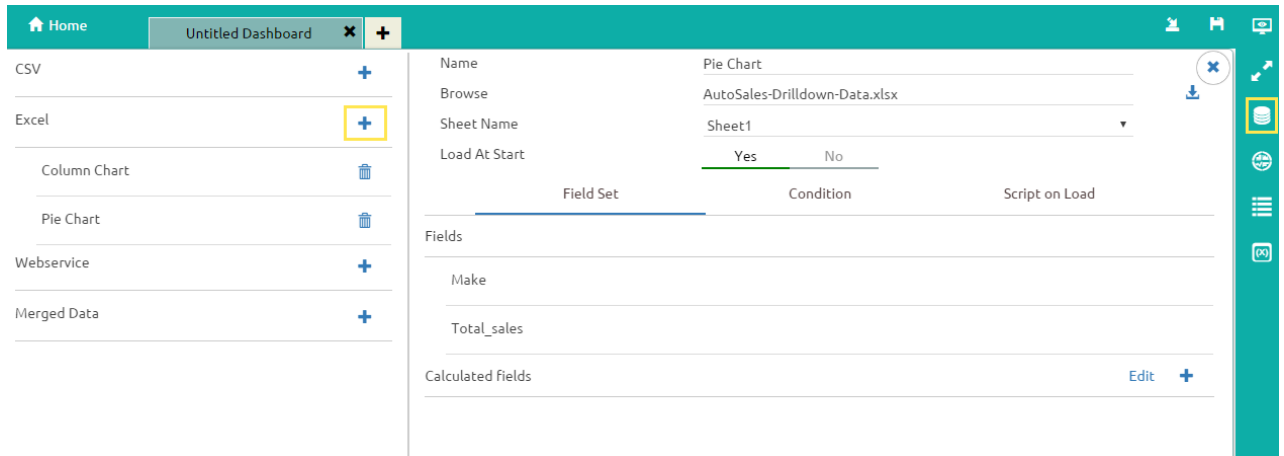 Home
Untitled Dashboard
CSV
Excel
Column Chart
Pie Chart
Webservice
Merged Data
Name Pie Chart
Browse AutoSales-Drilldown-Data.xlsx
Sheet Name Sheet1
Load At Start Yes No
Field Set Condition Script on Load
Fields
Make
Total_sales
Calculated fields Edit
(x)